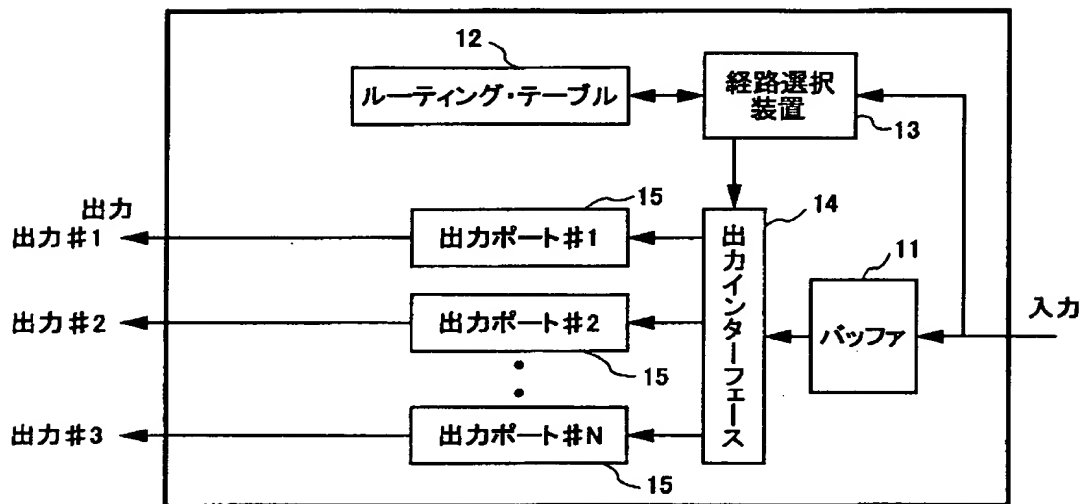 12
ルーティング・テーブル
経路選択
装置
13
出力
出力#1
15
出力ポート#1
14
出力インターフェース
11
バッファ
入力
出力#2
出力ポート#2
15
出力#3
出力ポート#N
15